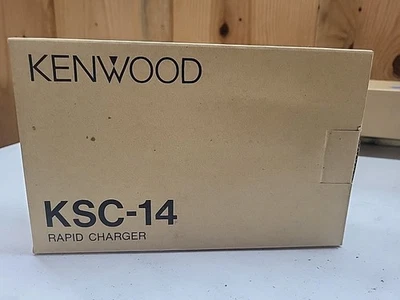 KENWOOD
KSC-14
RAPID CHARGER